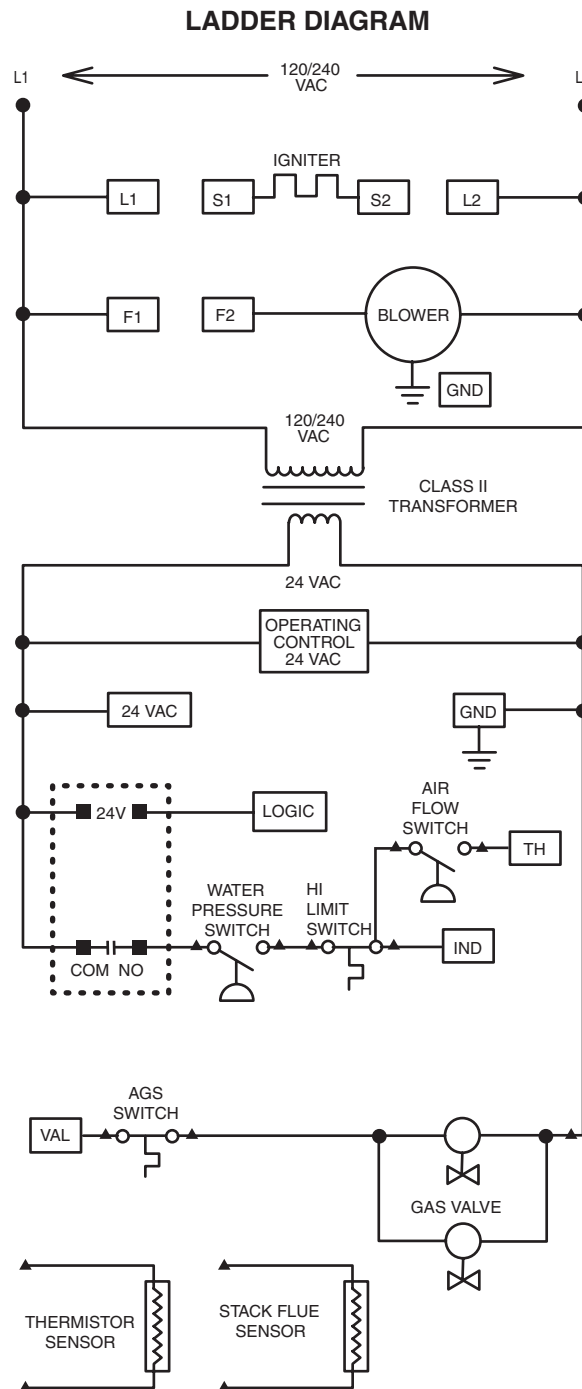 LADDER DIAGRAM
L1
120/240
VAC
L
IGNITER
L1
S1
S2
L2
F1
F2
BLOWER
GND
120/240
VAC
CLASS II
TRANSFORMER
24 VAC
OPERATING
CONTROL
24 VAC
24 VAC
GND
AIR
FLOW
SWITCH
24V
LOGIC
TH
WATER
PRESSURE
SWITCH
HI
LIMIT
SWITCH
COM NO
IND
AGS
SWITCH
VAL
GAS VALVE
THERMISTOR
SENSOR
STACK FLUE
SENSOR